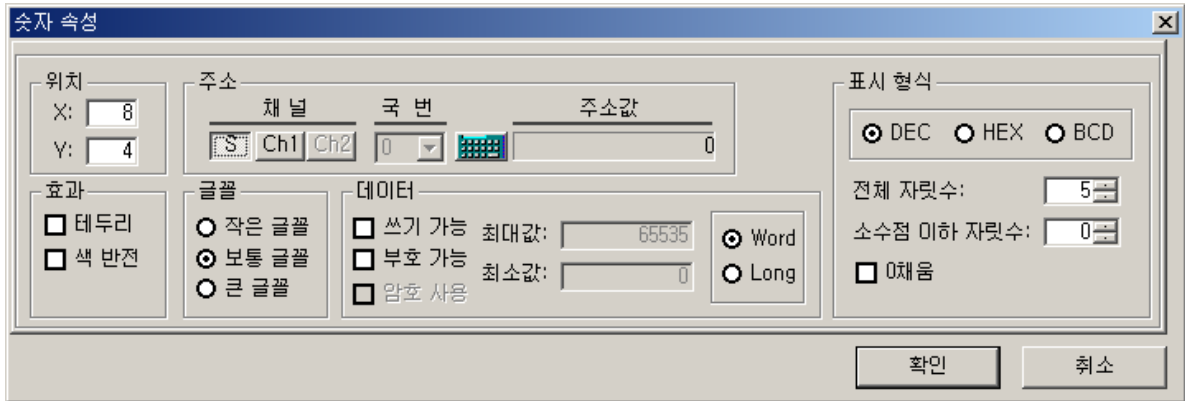 숫자 속성
위치
X: 8
Y: 4
주소
채 널 국 번 주소값
S Ch1 Ch2 0 0
표시 형식
DEC HEX BCD
전체 자릿수: 5
소수점 이하 자릿수: 0
0채움
효과
테두리
색 반전
글꼴
작은 글꼴
보통 글꼴
큰 글꼴
데이터
쓰기 가능
부호 가능
암호 사용
최대값: 65535
최소값: 0
Word
Long
확인 취소